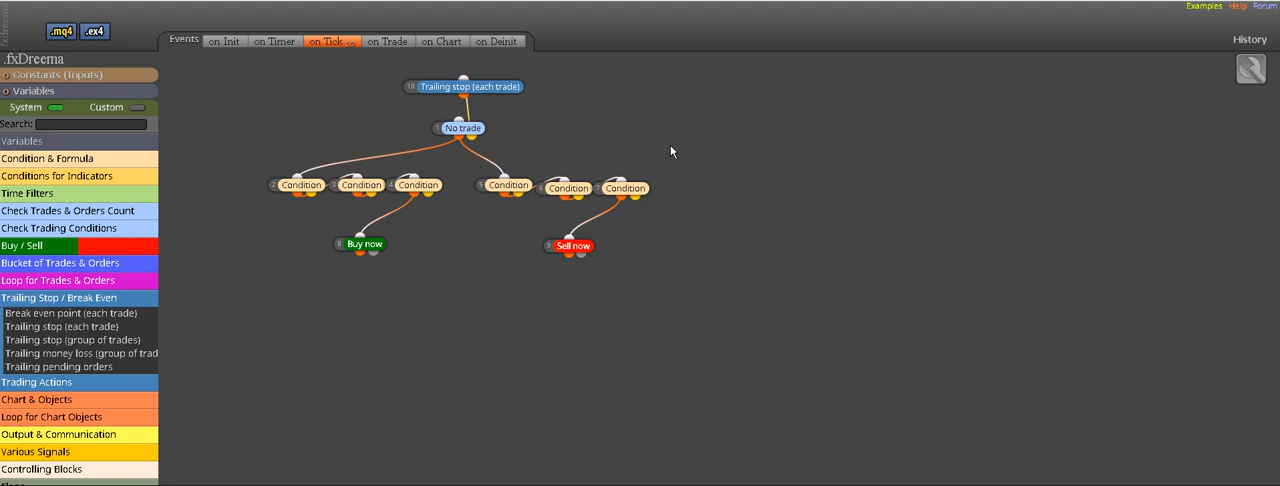 Examples Help Forum
fxdreema
.mq4 .ex4
Events on Init on Timer on Tick on Trade on Chart on Deinit
History
.fxDreema
Constants (Inputs)
Variables
System Custom
Search:
Variables
Condition & Formula
Conditions for Indicators
Time Filters
Check Trades & Orders Count
Check Trading Conditions
Buy / Sell
Bucket of Trades & Orders
Loop for Trades & Orders
Trailing Stop / Break Even
Break even point (each trade)
Trailing stop (each trade)
Trailing stop (group of trades)
Trailing money loss (group of trad
Trailing pending orders
Trading Actions
Chart & Objects
Loop for Chart Objects
Output & Communication
Various Signals
Controlling Blocks
10 Trailing stop (each trade)
1 No trade
2 Condition 3 Condition 4 Condition 5 Condition 6 Condition 7 Condition
8 Buy now 9 Sell now